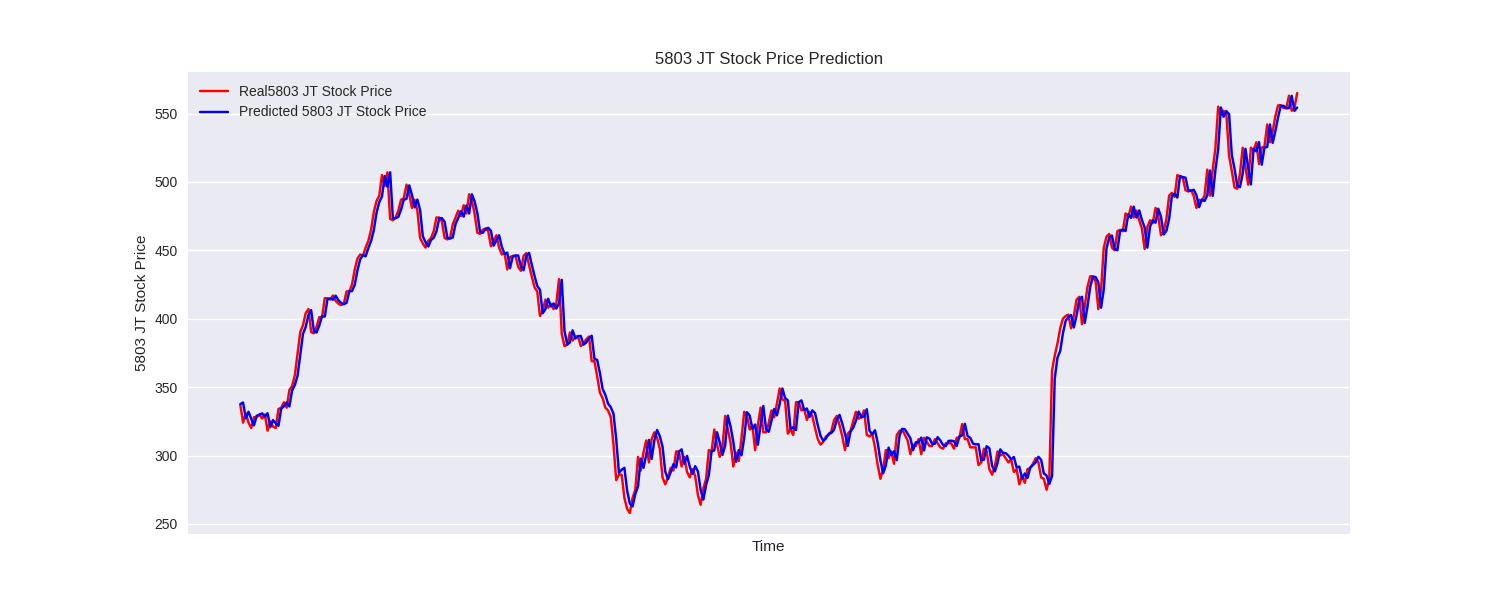 5803 JT Stock Price Prediction
Real5803 JT Stock Price
Predicted 5803 JT Stock Price
550
500
450
400
350
300
250
5803 JT Stock Price
Time